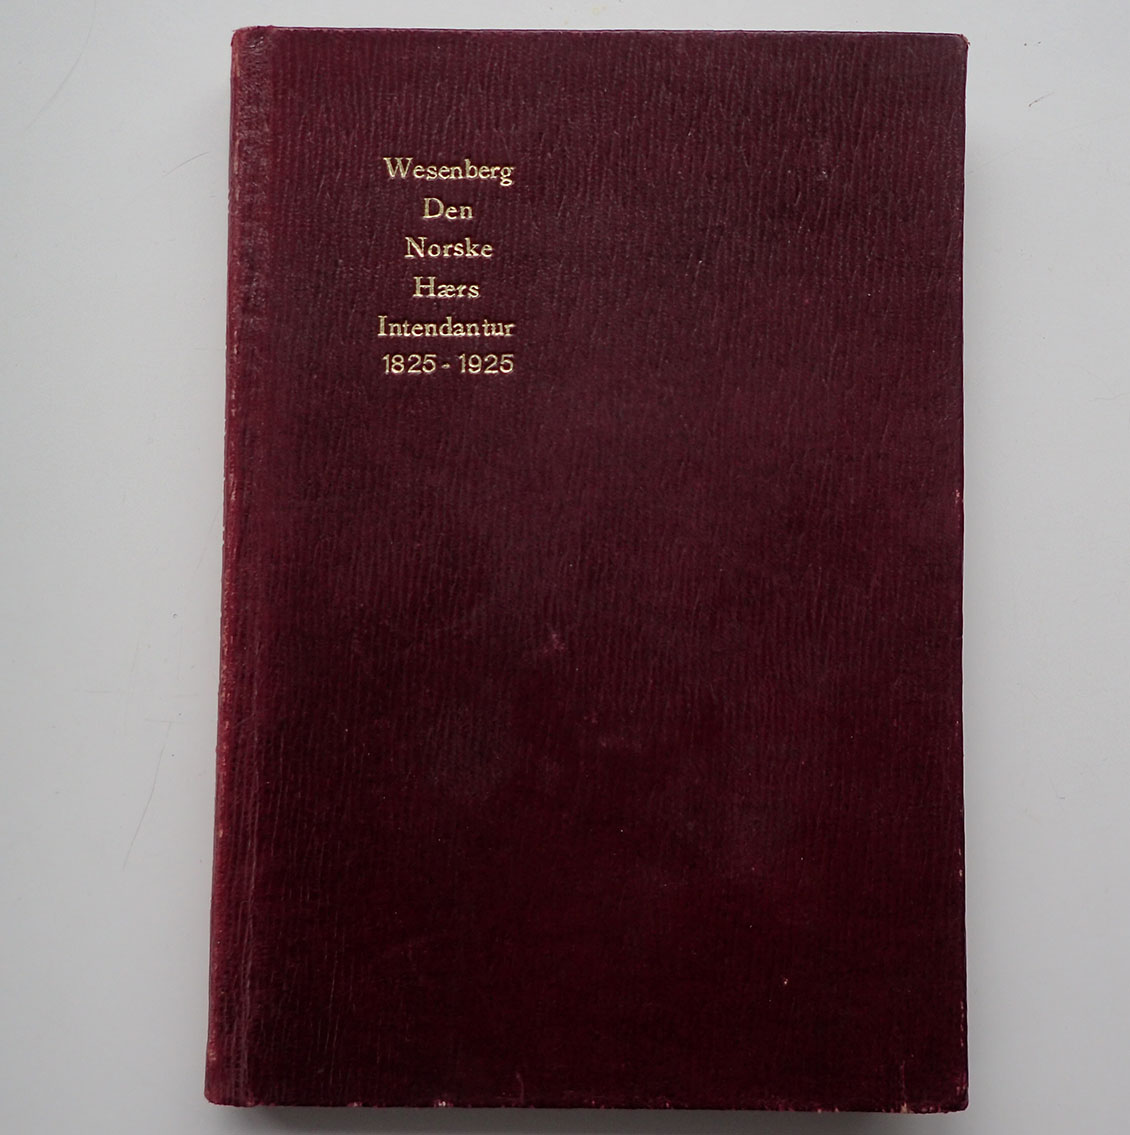 Wesenberg
Den
Norske
Hærs
Intendantur
1825-1925